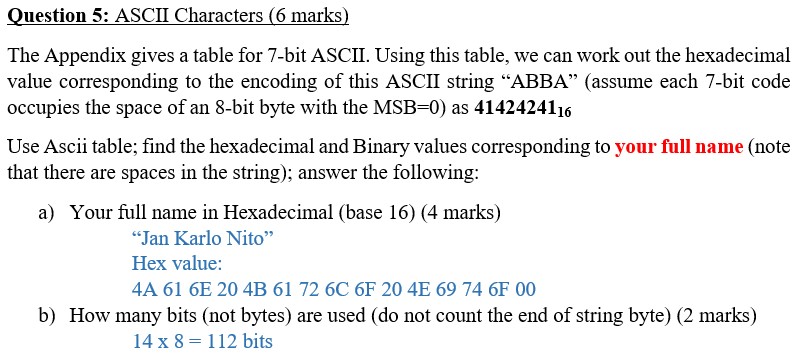 Question 5: ASCII Characters (6 marks)
The Appendix gives a table for 7-bit ASCII. Using this table, we can work out the hexadecimal
value corresponding to the encoding of this ASCII string “ABBA” (assume each 7-bit code
occupies the space of an 8-bit byte with the MSB=0) as 41424241₁₆
Use Ascii table; find the hexadecimal and Binary values corresponding to your full name (note
that there are spaces in the string); answer the following:
a) Your full name in Hexadecimal (base 16) (4 marks)
“Jan Karlo Nito”
Hex value:
4A 61 6E 20 4B 61 72 6C 6F 20 4E 69 74 6F 00
b) How many bits (not bytes) are used (do not count the end of string byte) (2 marks)
14 x 8 = 112 bits